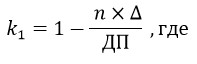 k₁ = 1 − (n × Δ) / ДП , где